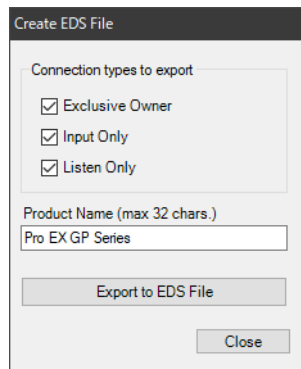 Create EDS File
Connection types to export
Exclusive Owner
Input Only
Listen Only
Product Name (max 32 chars.)
Pro EX GP Series
Export to EDS File
Close